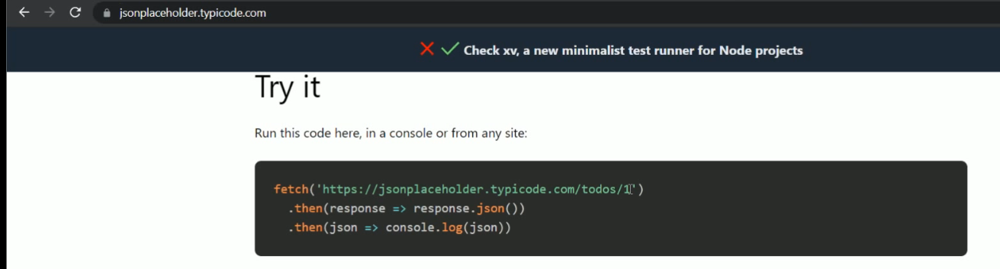 jsonplaceholder.typicode.com
Check xv, a new minimalist test runner for Node projects
Try it
Run this code here, in a console or from any site:
fetch('https://jsonplaceholder.typicode.com/todos/1')
.then(response => response.json())
.then(json => console.log(json))